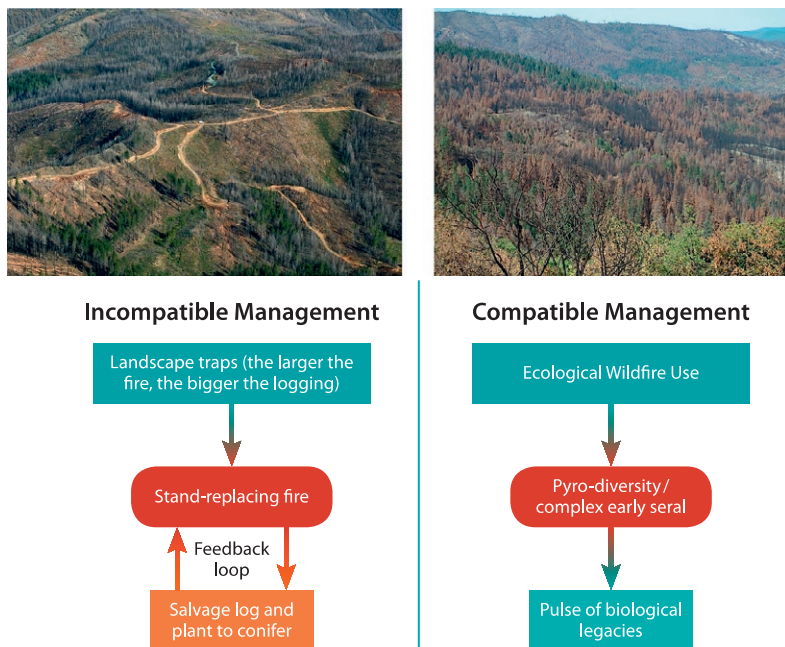 Incompatible Management
Landscape traps (the larger the
fire, the bigger the logging)
Stand-replacing fire
Feedback
loop
Salvage log and
plant to conifer
Compatible Management
Ecological Wildfire Use
Pyro-diversity/
complex early seral
Pulse of biological
legacies